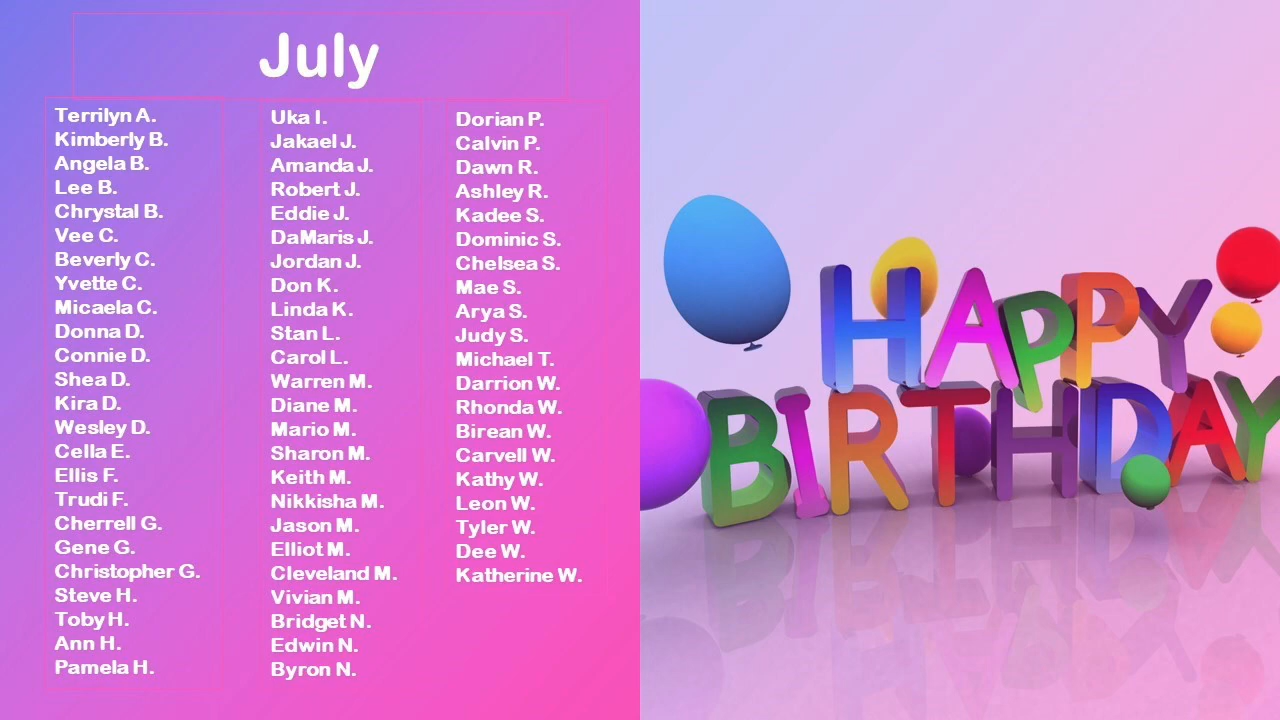 July
Terrilyn A.
Kimberly B.
Angela B.
Lee B.
Chrystal B.
Vee C.
Beverly C.
Yvette C.
Micaela C.
Donna D.
Connie D.
Shea D.
Kira D.
Wesley D.
Cella E.
Ellis F.
Trudi F.
Cherrell G.
Gene G.
Christopher G.
Steve H.
Toby H.
Ann H.
Pamela H.
Uka I.
Jakael J.
Amanda J.
Robert J.
Eddie J.
DaMaris J.
Jordan J.
Don K.
Linda K.
Stan L.
Carol L.
Warren M.
Diane M.
Mario M.
Sharon M.
Keith M.
Nikkisha M.
Jason M.
Elliot M.
Cleveland M.
Vivian M.
Bridget N.
Edwin N.
Byron N.
Dorian P.
Calvin P.
Dawn R.
Ashley R.
Kadee S.
Dominic S.
Chelsea S.
Mae S.
Arya S.
Judy S.
Michael T.
Darrion W.
Rhonda W.
Birean W.
Carvell W.
Kathy W.
Leon W.
Tyler W.
Dee W.
Katherine W.
HAPPY
BIRTHDAY